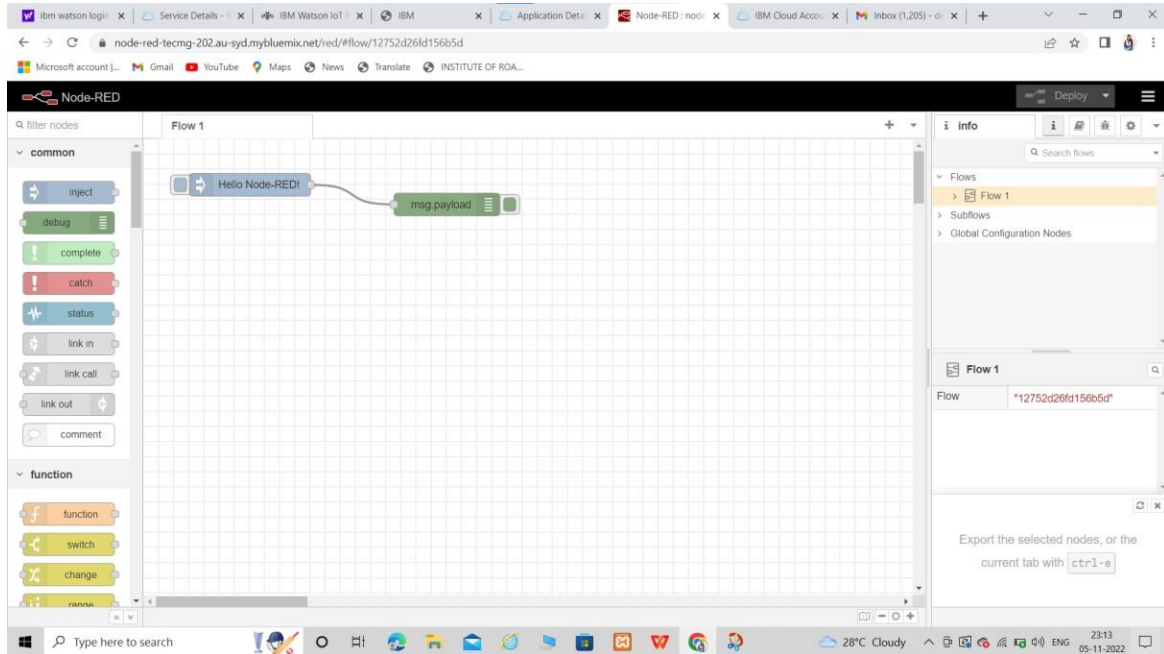 ibm watson login
Service Details - I
IBM Watson IoT P
IBM
Application Detai
Node-RED : node
IBM Cloud Accou
Inbox (1,205) - d
node-red-tecmg-202.au-syd.mybluemix.net/red/#flow/12752d26fd156b5d
Microsoft account |...
Gmail
YouTube
Maps
News
Translate
INSTITUTE OF ROA...
Node-RED
Deploy
filter nodes
Flow 1
info
Search flows
common
inject
debug
complete
catch
status
link in
link call
link out
comment
function
function
switch
change
range
Hello Node-RED!
msg.payload
Flows
Flow 1
Subflows
Global Configuration Nodes
Flow 1
Flow "12752d26fd156b5d"
Export the selected nodes, or the
current tab with ctrl-e
Type here to search
28°C Cloudy
ENG
23:13
05-11-2022